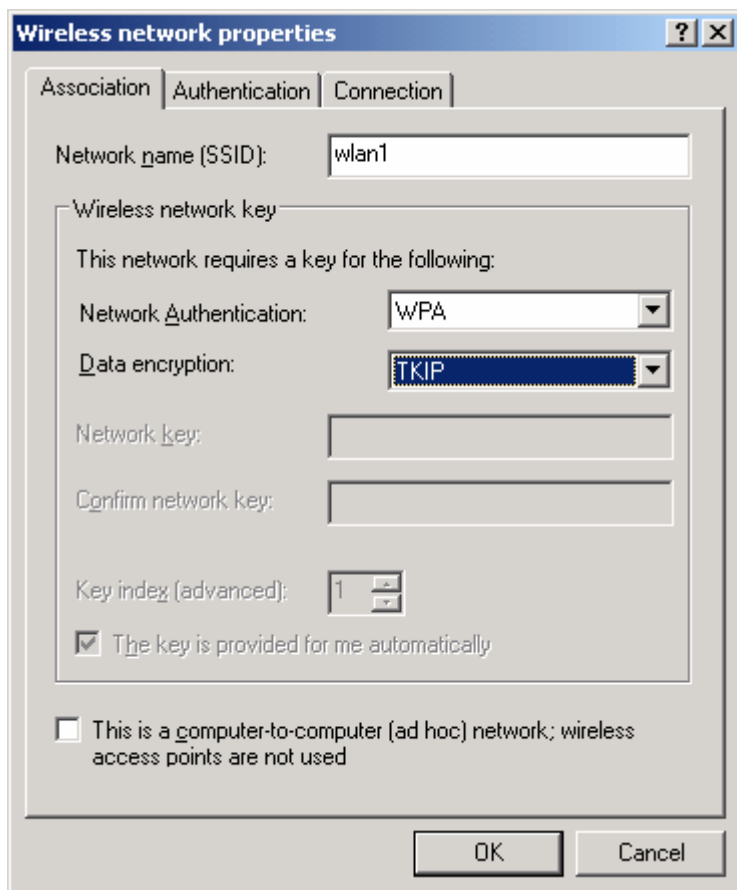 Wireless network properties
Association Authentication Connection
Network name (SSID): wlan1
Wireless network key
This network requires a key for the following:
Network Authentication: WPA
Data encryption: TKIP
Network key:
Confirm network key:
Key index (advanced): 1
The key is provided for me automatically
This is a computer-to-computer (ad hoc) network; wireless
access points are not used
OK Cancel